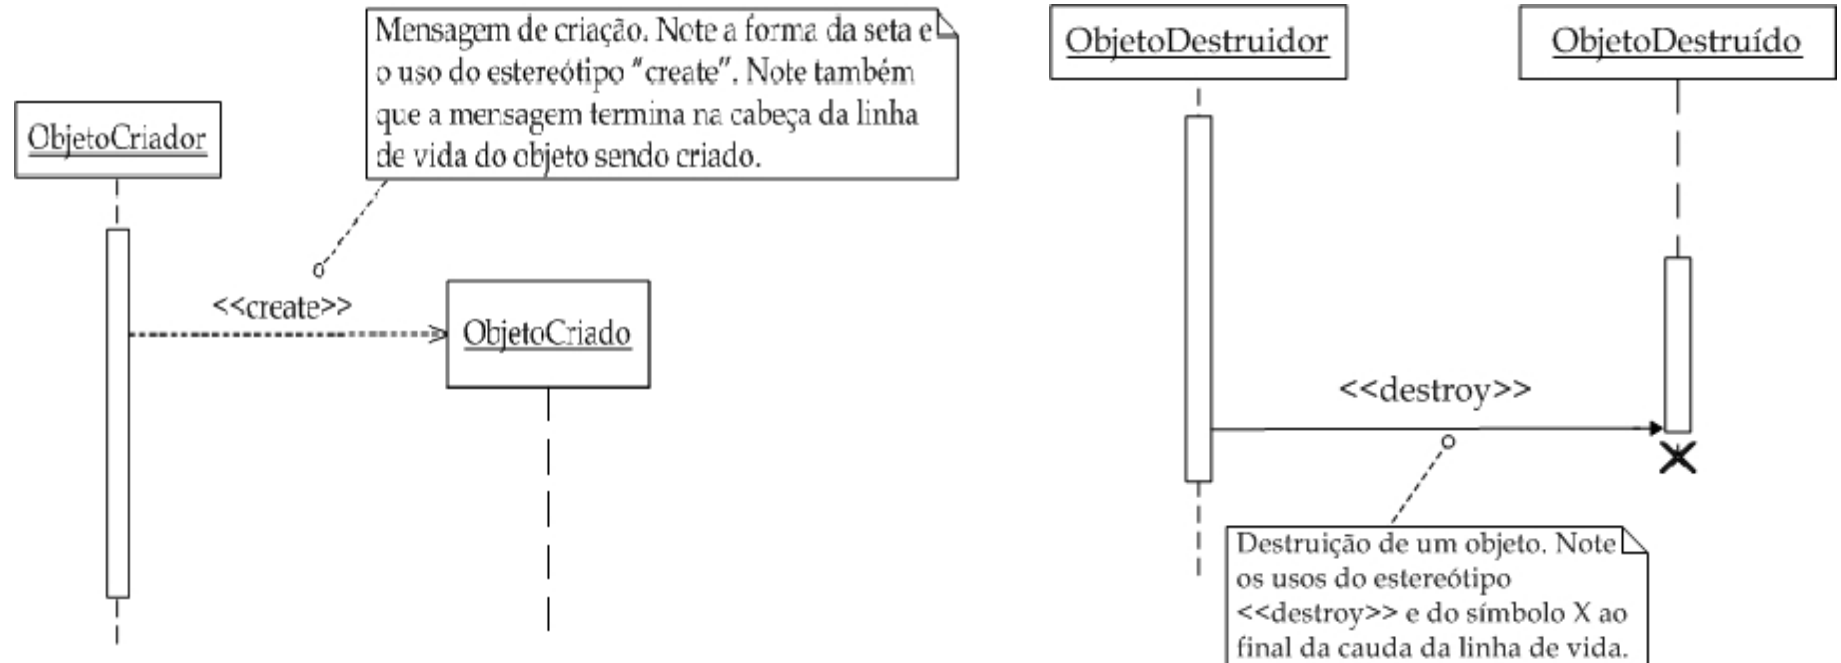 Mensagem de criação. Note a forma da seta e
o uso do estereótipo "create". Note também
que a mensagem termina na cabeça da linha
de vida do objeto sendo criado.
ObjetoCriador
<<create>>
ObjetoCriado
ObjetoDestruidor
ObjetoDestruído
<<destroy>>
Destruição de um objeto. Note
os usos do estereótipo
<<destroy>> e do símbolo X ao
final da cauda da linha de vida.